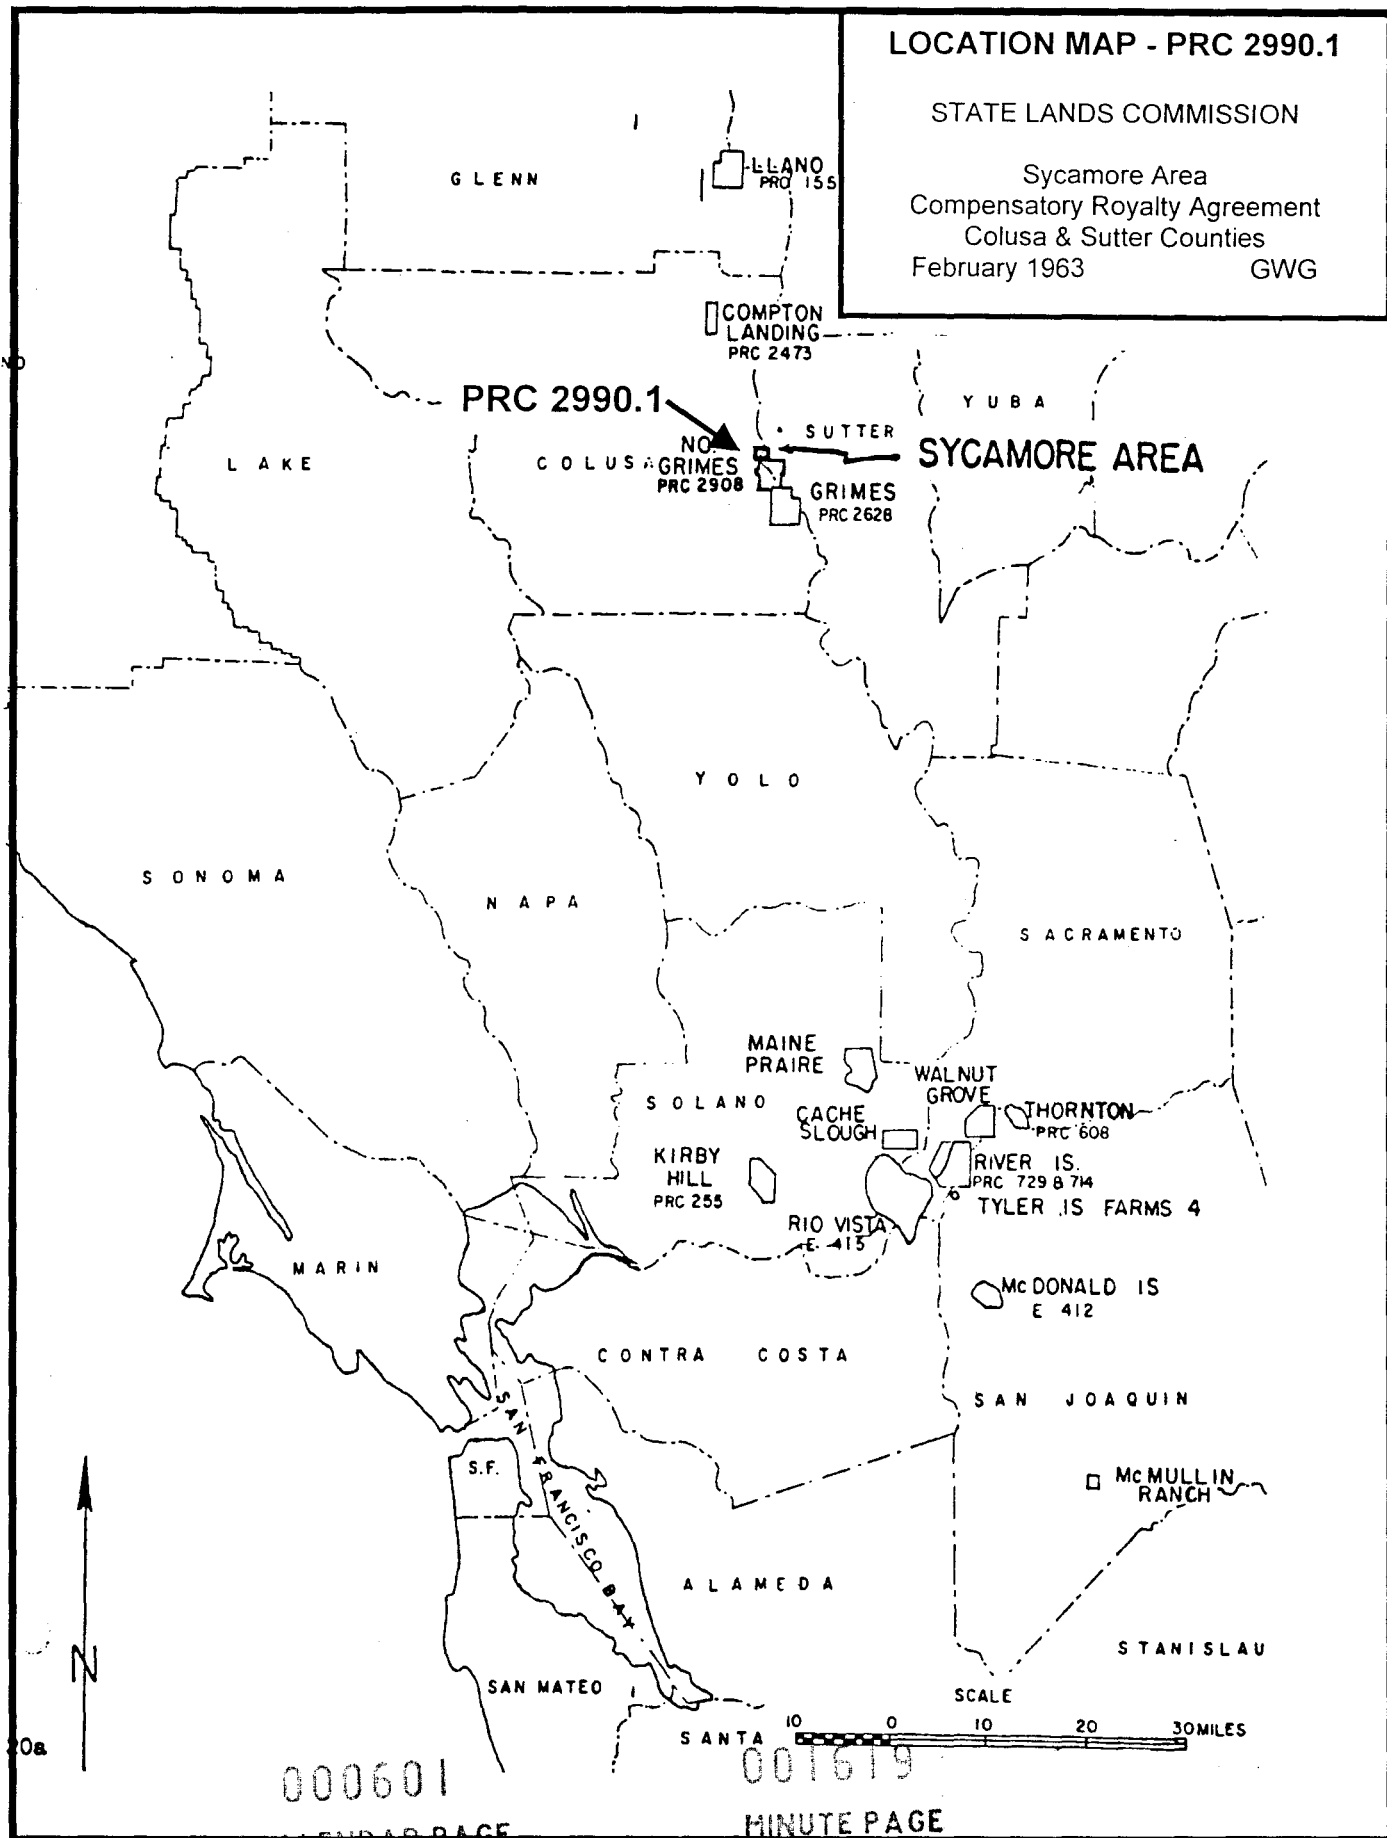 LOCATION MAP - PRC 2990.1
STATE LANDS COMMISSION
Sycamore Area
Compensatory Royalty Agreement
Colusa & Sutter Counties
February 1963 GWG
GLENN
LLANO
PRC 155
COMPTON
LANDING
PRC 2473
PRC 2990.1
YUBA
SUTTER
SYCAMORE AREA
LAKE
COLUSA
NO.
GRIMES
PRC 2908
GRIMES
PRC 2628
YOLO
SONOMA
NAPA
SACRAMENTO
MAINE
PRAIRE
WALNUT
GROVE
SOLANO
CACHE
SLOUGH
THORNTON
PRC 608
KIRBY
HILL
PRC 255
RIVER IS.
PRC 729 & 714
TYLER IS FARMS 4
RIO VISTA
E 415
MARIN
McDONALD IS
E 412
CONTRA COSTA
SAN JOAQUIN
SAN FRANCISCO BAY
S.F.
McMULLIN
RANCH
ALAMEDA
STANISLAU
N
SAN MATEO
SCALE
10 0 10 20 30 MILES
SANTA
20a
000601
001619
MINUTE PAGE